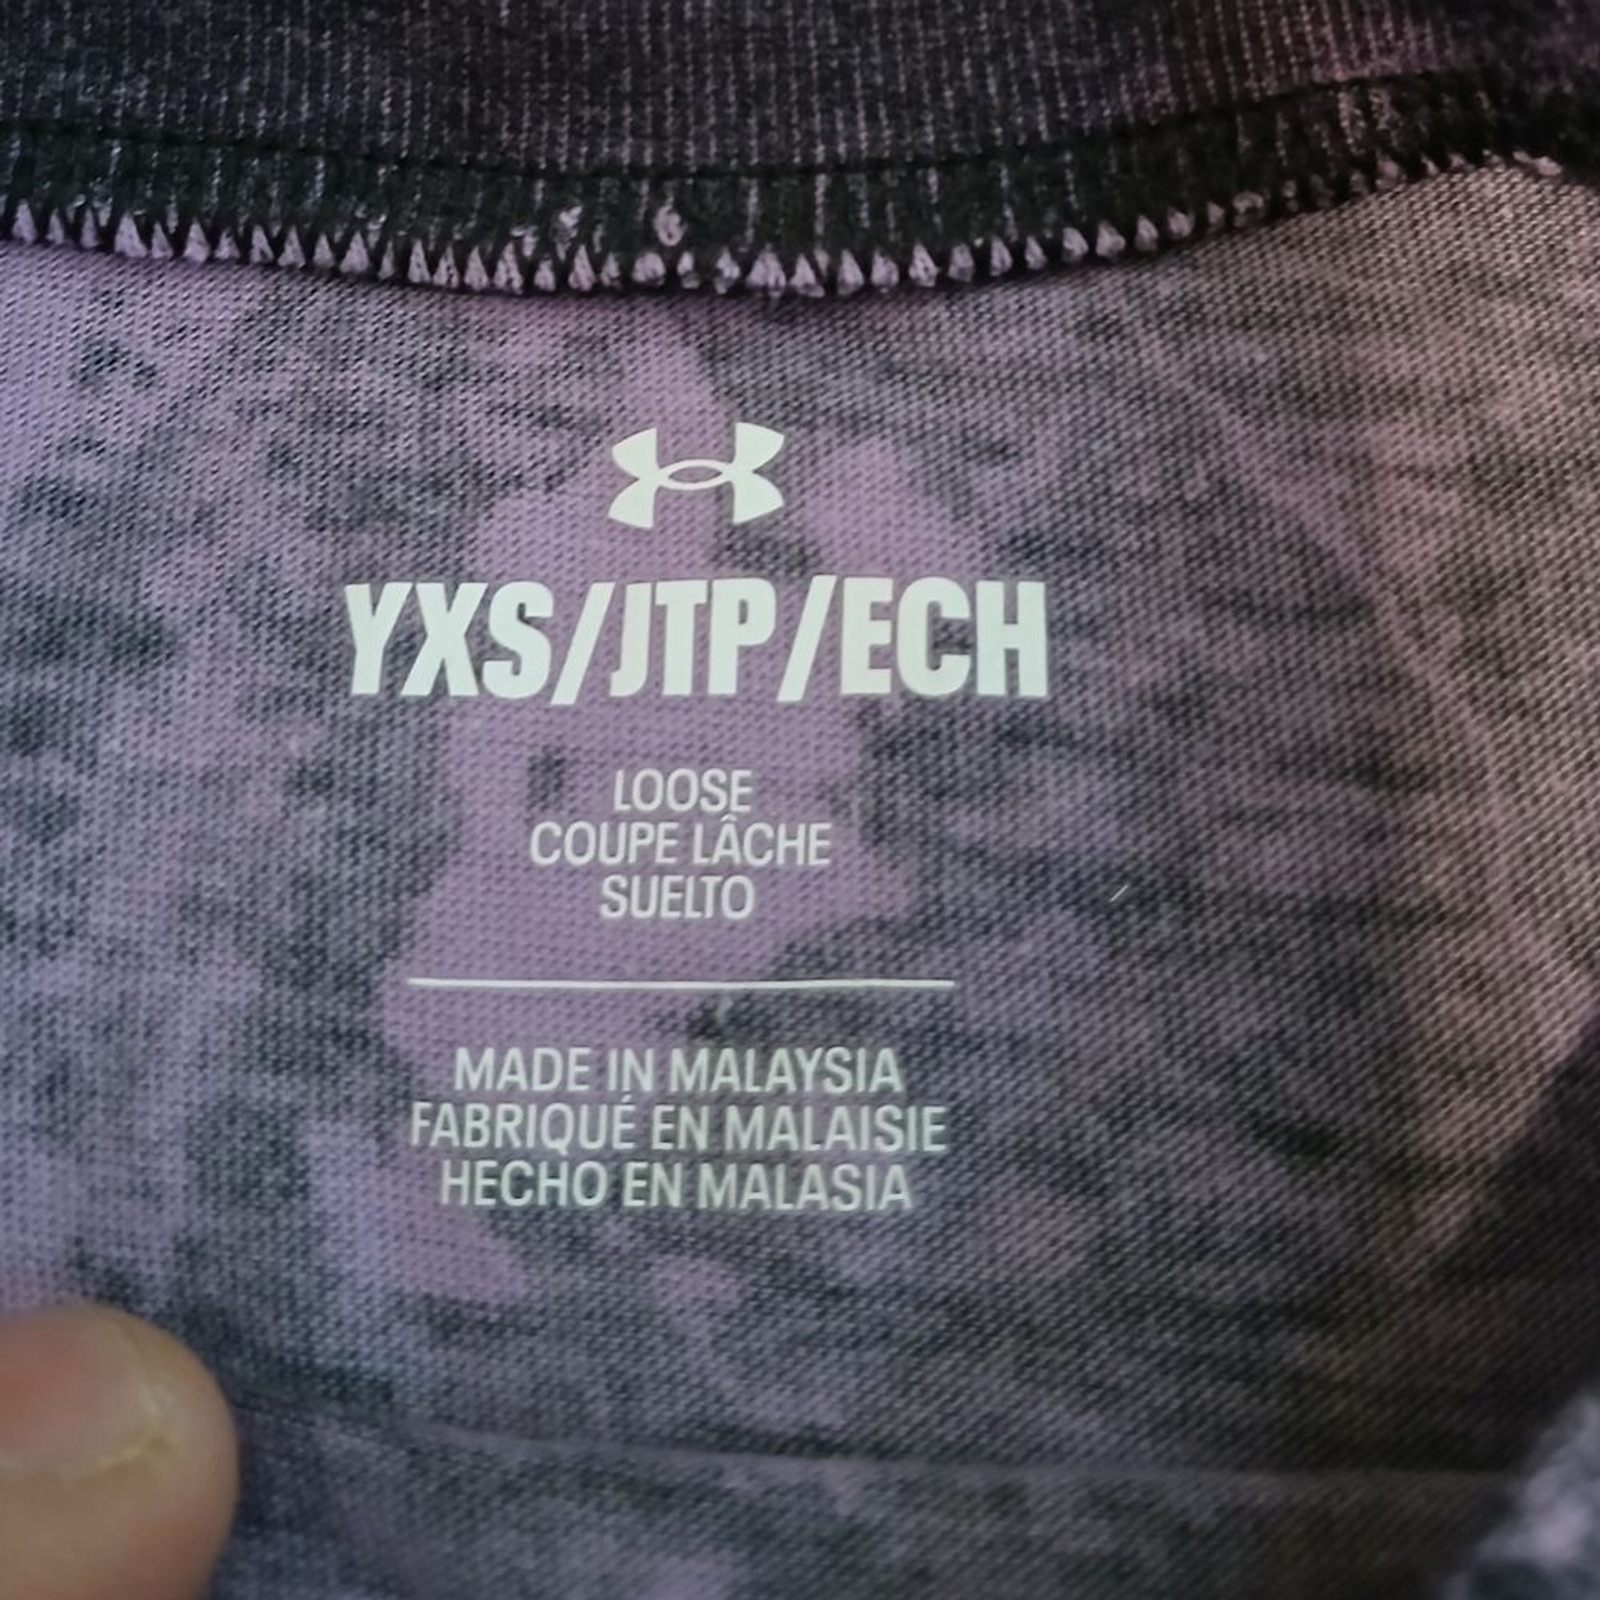 YXS/JTP/ECH
LOOSE
COUPE LÂCHE
SUELTO
MADE IN MALAYSIA
FABRIQUÉ EN MALAISIE
HECHO EN MALASIA